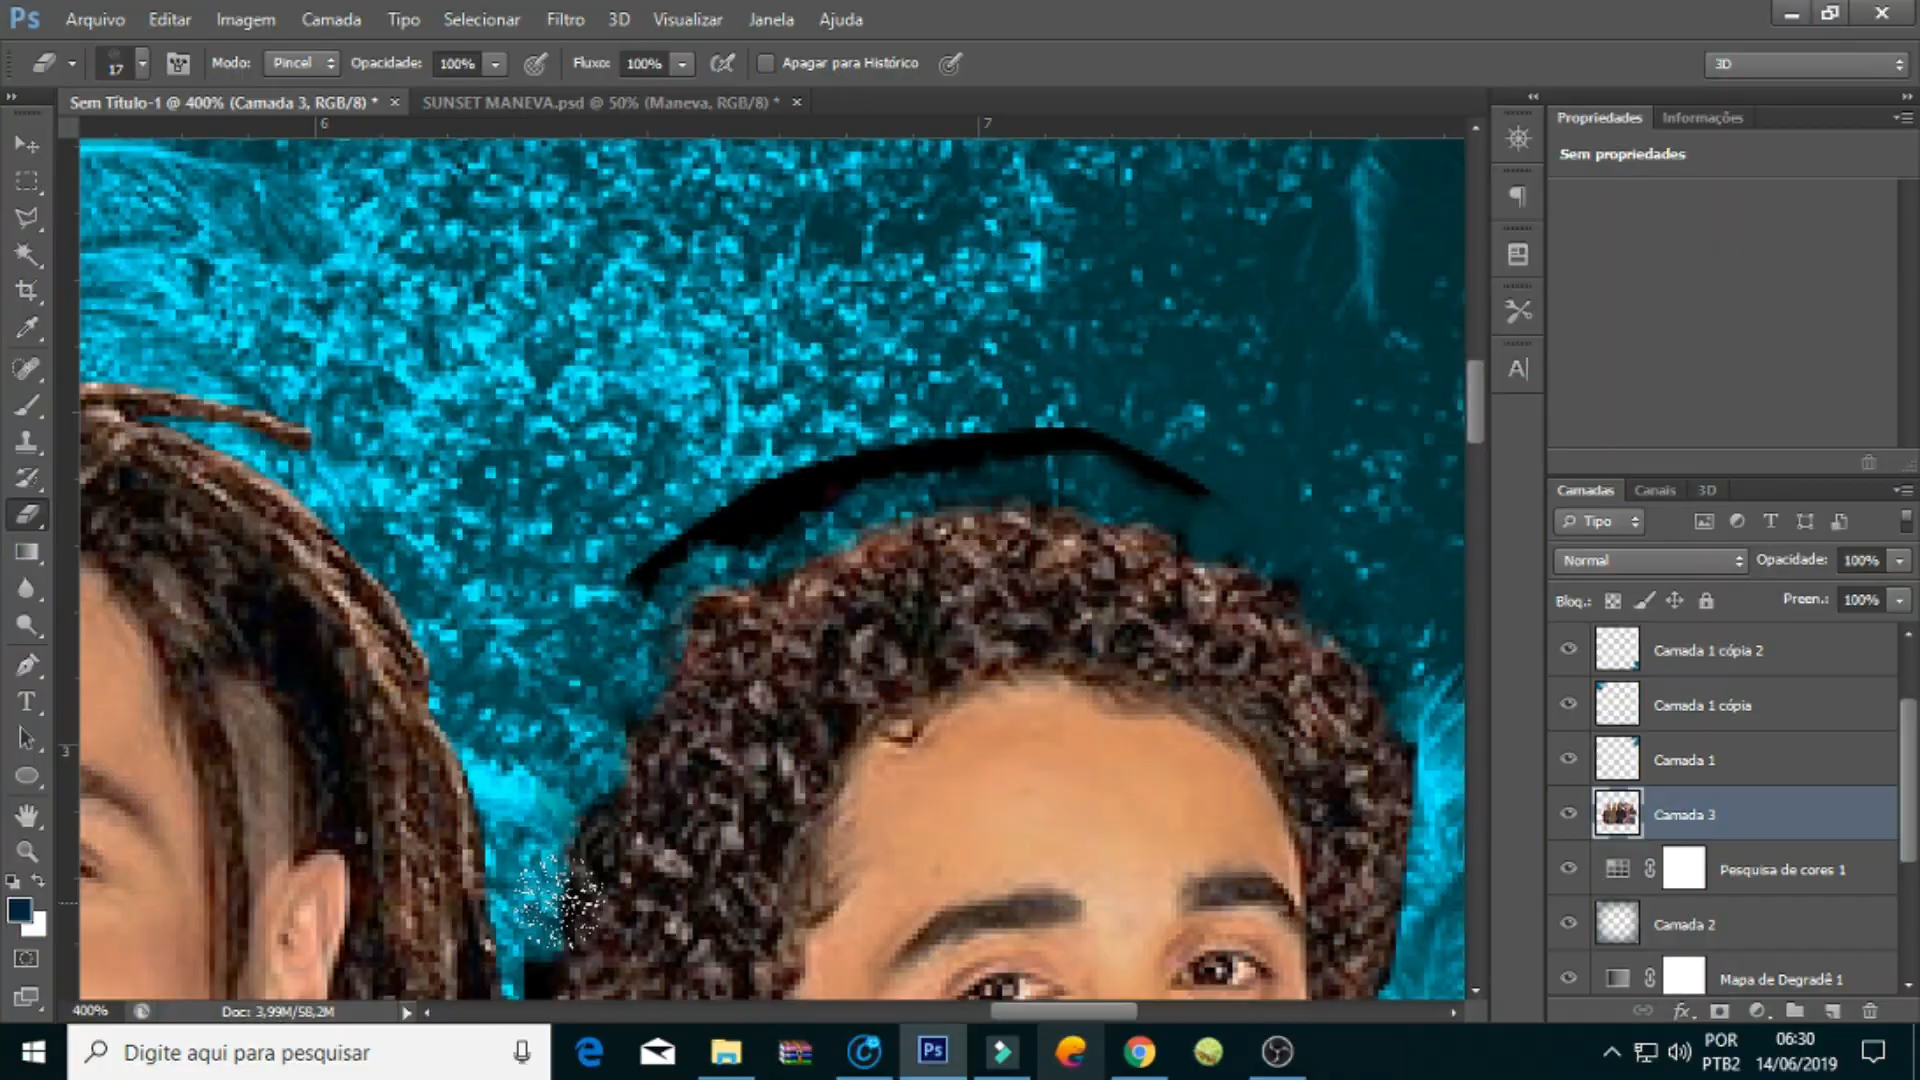 Ps Arquivo Editar Imagem Camada Tipo Selecionar Filtro 3D Visualizar Janela Ajuda
17 Modo: Pincel Opacidade: 100% Fluxo: 100% Apagar para Histórico 3D
Sem Título-1 @ 400% (Camada 3, RGB/8) * SUNSET MANEVA.psd @ 50% (Maneva, RGB/8) *
6 7
3
Propriedades Informações
Sem propriedades
Camadas Canais 3D
Tipo
Normal Opacidade: 100%
Bloq.: Preen.: 100%
Camada 1 cópia 2
Camada 1 cópia
Camada 1
Camada 3
Pesquisa de cores 1
Camada 2
Mapa de Degradê 1
400% Doc: 3,99M/58,2M
Digite aqui para pesquisar
Ps
POR
PTB2
06:30
14/06/2019